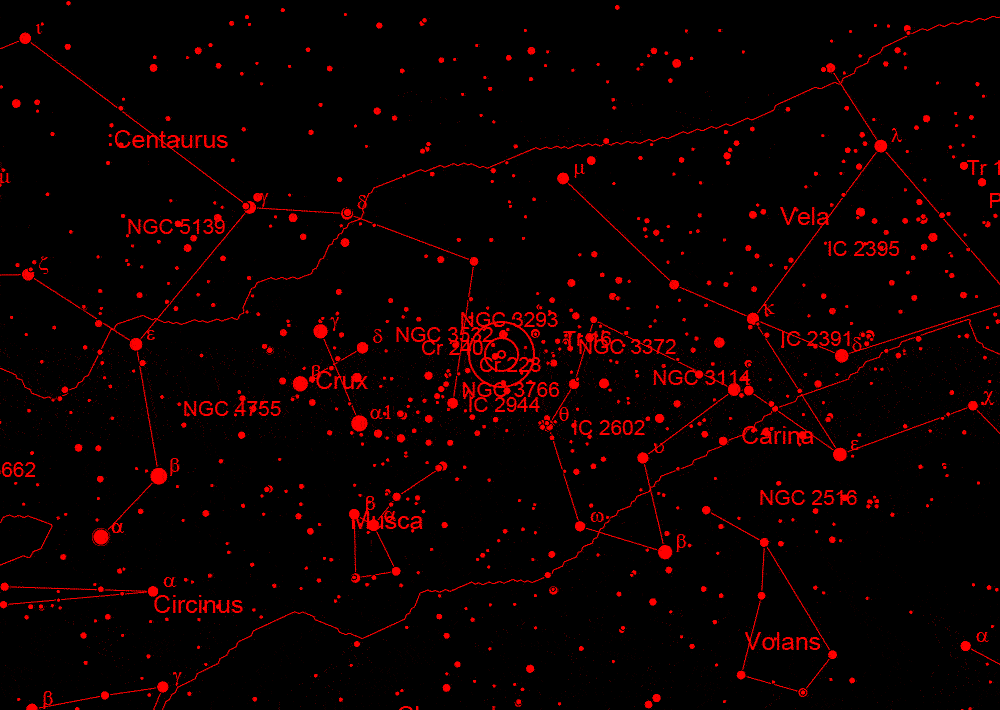 ι
λ
Centaurus
Tr 1
μ
μ
P
γ
δ
Vela
NGC 5139
IC 2395
ζ
κ
NGC 3293
γ
ε
δ
NGC 3532
NGC 3372
IC 2391
δ
Cr 240
Cr 228
β
Crux
NGC 3114
NGC 3766
χ
IC 2944
NGC 4755
α1
θ
IC 2602
Carina
ε
υ
β
662
NGC 2516
β
Musca
α
ω
α
β
α
Circinus
α
Volans
γ
β